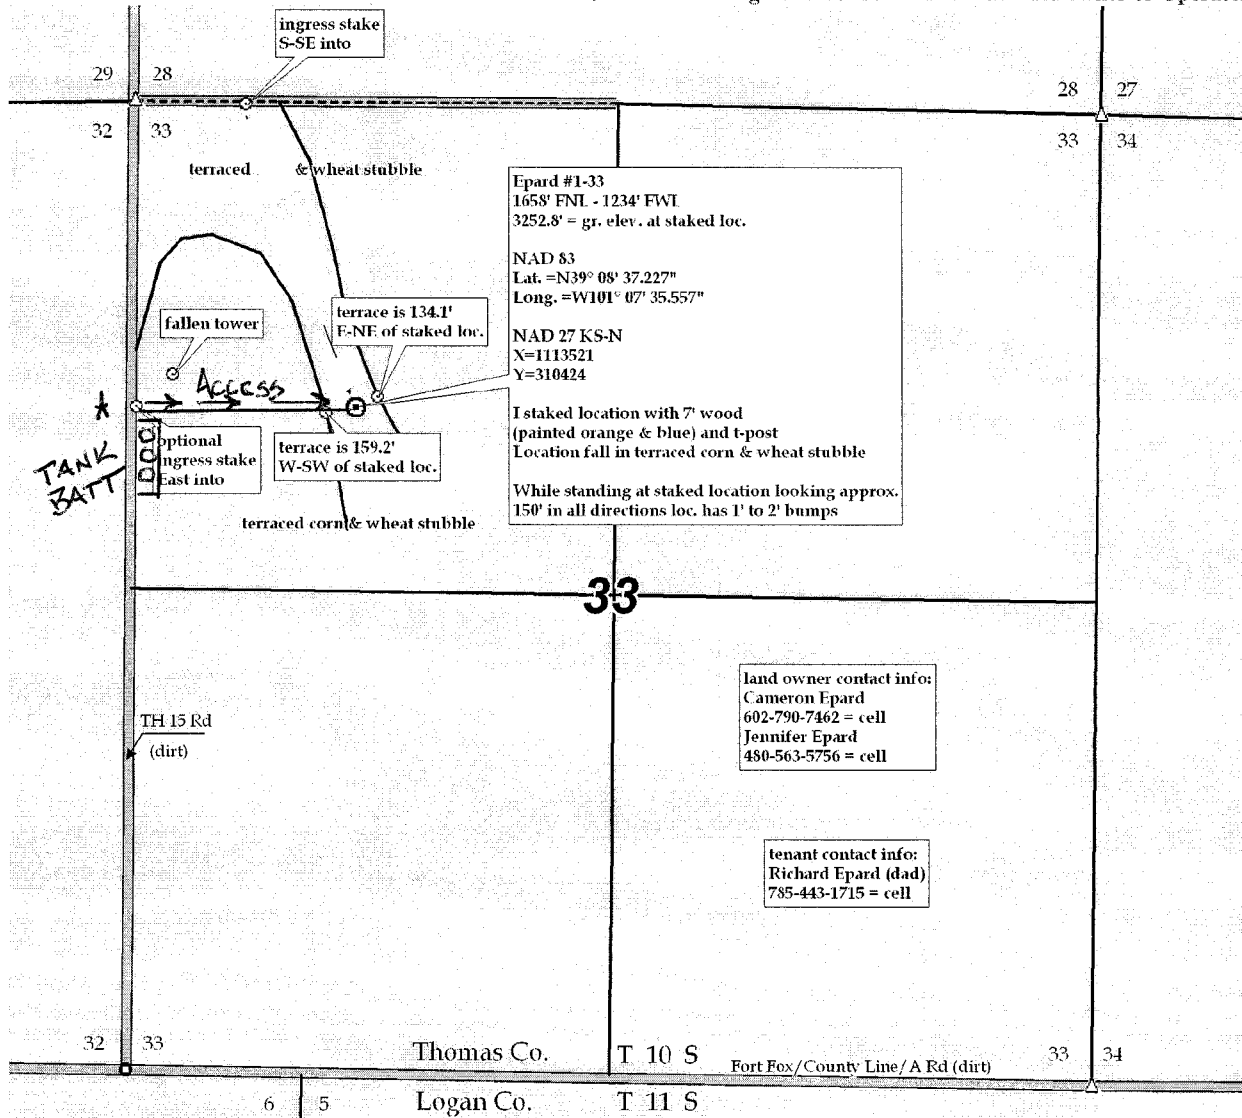 ingress stake
S-SE into
29 28
28 27
32 33
33 34
terraced & wheat stubble
Epard #1-33
1658' FNL - 1234' FWL
3252.8' = gr. elev. at staked loc.
NAD 83
Lat. =N39° 08' 37.227"
Long. =W101° 07' 35.557"
NAD 27 KS-N
X=1113521
Y=310424
I staked location with 7' wood
(painted orange & blue) and t-post
Location fall in terraced corn & wheat stubble
While standing at staked location looking approx.
150' in all directions loc. has 1' to 2' bumps
terrace is 134.1'
E-NE of staked loc.
fallen tower
ACCESS
optional
ingress stake
East into
TANK
BATT
terrace is 159.2'
W-SW of staked loc.
terraced corn & wheat stubble
33
land owner contact info:
Cameron Epard
602-790-7462 = cell
Jennifer Epard
480-563-5756 = cell
TH 15 Rd
(dirt)
tenant contact info:
Richard Epard (dad)
785-443-1715 = cell
32 33
Thomas Co. T 10 S
Fort Fox/County Line/A Rd (dirt)
33 34
6 5
Logan Co. T 11 S